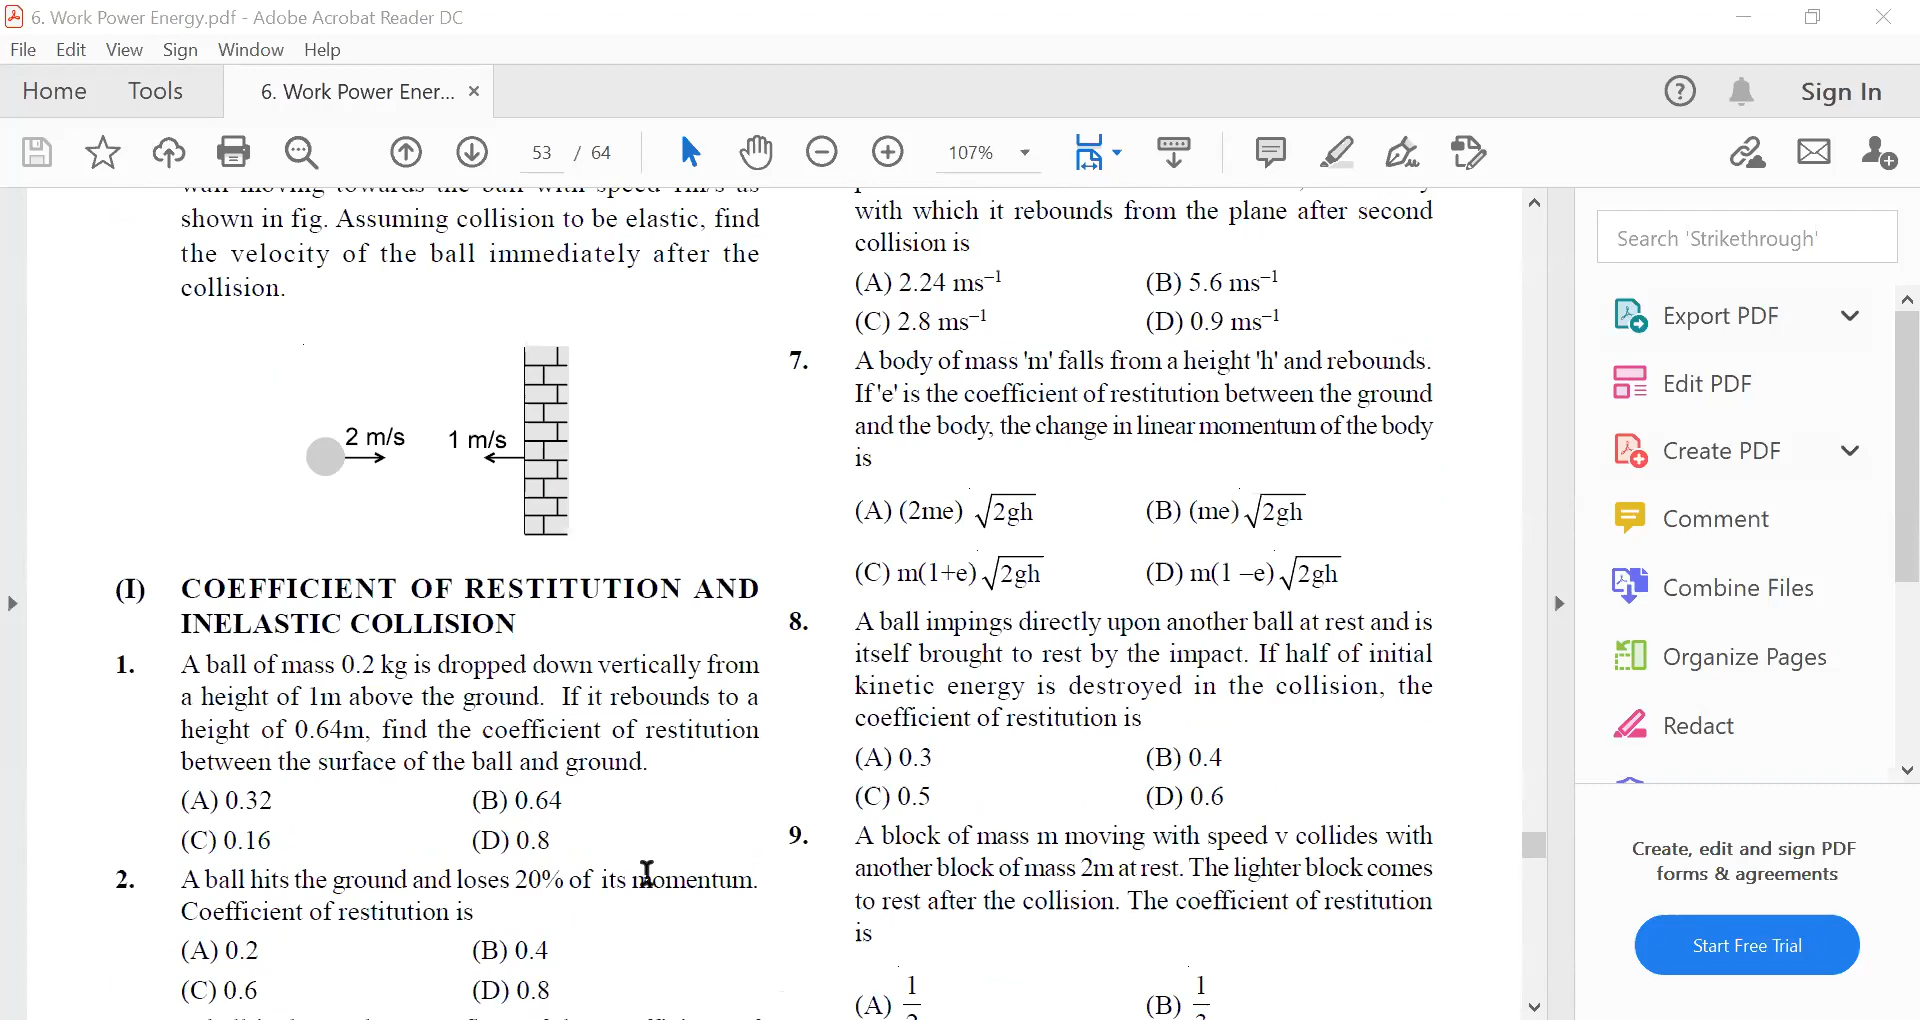 6. Work Power Energy.pdf - Adobe Acrobat Reader DC
File Edit View Sign Window Help
Home Tools 6. Work Power Ener... ×
Sign In
53 / 64
107%
wall moving towards the ball with speed 1m/s as
shown in fig. Assuming collision to be elastic, find
the velocity of the ball immediately after the
collision.
2 m/s 1 m/s
(I) COEFFICIENT OF RESTITUTION AND
INELASTIC COLLISION
1. A ball of mass 0.2 kg is dropped down vertically from
a height of 1m above the ground. If it rebounds to a
height of 0.64m, find the coefficient of restitution
between the surface of the ball and ground.
(A) 0.32 (B) 0.64
(C) 0.16 (D) 0.8
2. A ball hits the ground and loses 20% of its momentum.
Coefficient of restitution is
(A) 0.2 (B) 0.4
(C) 0.6 (D) 0.8
with which it rebounds from the plane after second
collision is
(A) 2.24 ms⁻¹ (B) 5.6 ms⁻¹
(C) 2.8 ms⁻¹ (D) 0.9 ms⁻¹
7. A body of mass 'm' falls from a height 'h' and rebounds.
If 'e' is the coefficient of restitution between the ground
and the body, the change in linear momentum of the body
is
(A) (2me) √2gh (B) (me) √2gh
(C) m(1+e) √2gh (D) m(1 –e) √2gh
8. A ball impings directly upon another ball at rest and is
itself brought to rest by the impact. If half of initial
kinetic energy is destroyed in the collision, the
coefficient of restitution is
(A) 0.3 (B) 0.4
(C) 0.5 (D) 0.6
9. A block of mass m moving with speed v collides with
another block of mass 2m at rest. The lighter block comes
to rest after the collision. The coefficient of restitution
is
(A) 1 (B) 1
Search 'Strikethrough'
Export PDF
Edit PDF
Create PDF
Comment
Combine Files
Organize Pages
Redact
Create, edit and sign PDF
forms & agreements
Start Free Trial